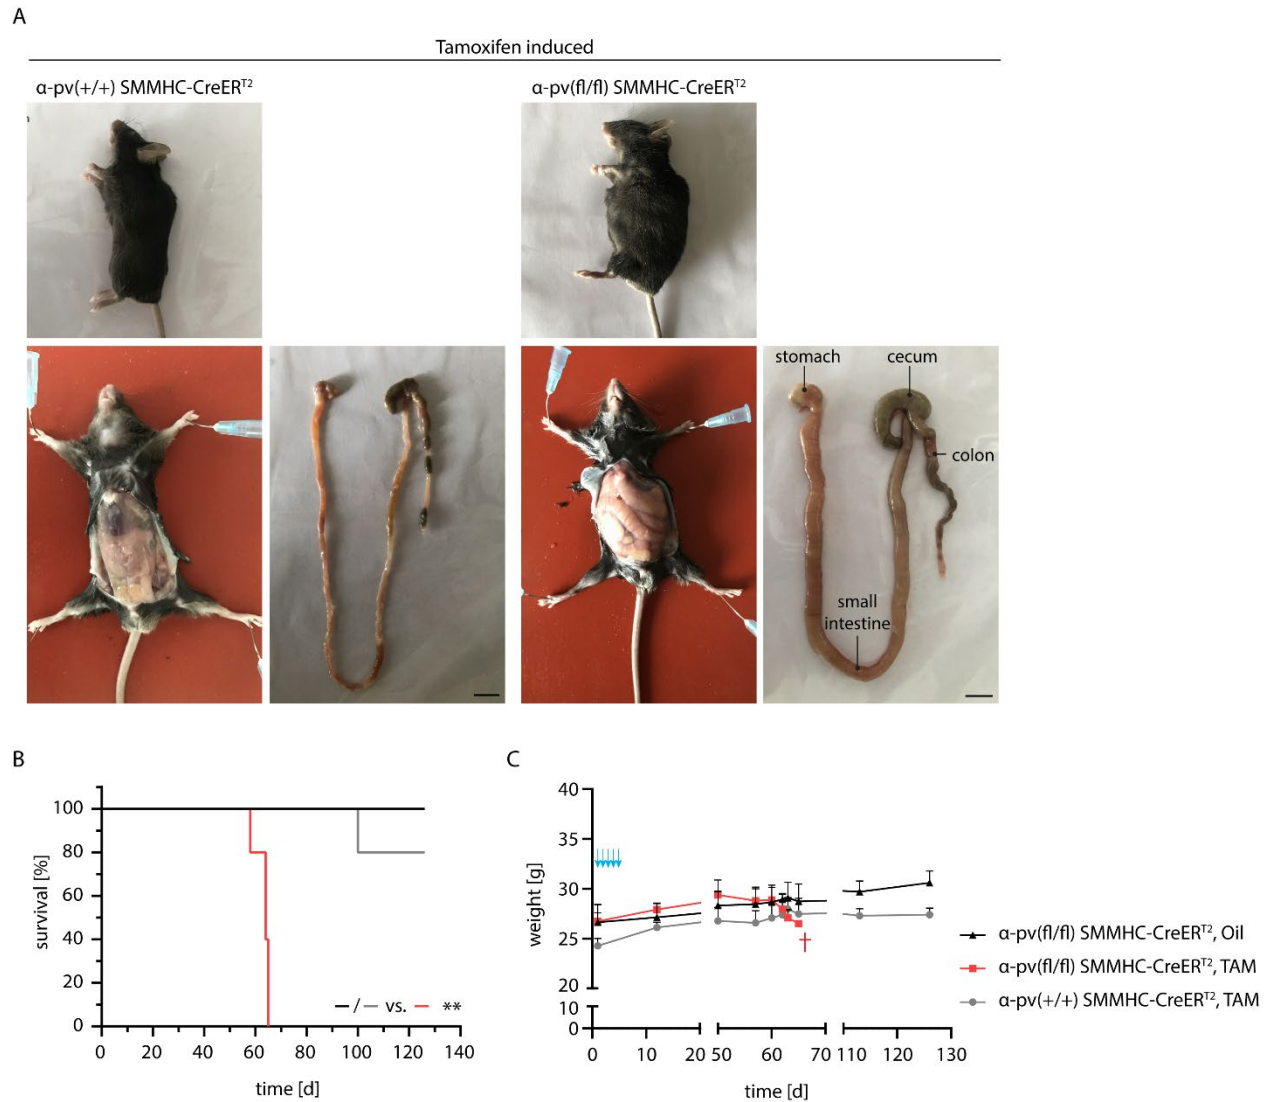 A
Tamoxifen induced
α-pv(+/+) SMMHC-CreERT2
α-pv(fl/fl) SMMHC-CreERT2
stomach
cecum
colon
small
intestine
B
survival [%]
100
80
60
40
20
0
0 20 40 60 80 100 120 140
time [d]
–/– vs. – **
C
weight [g]
40
35
30
25
20
10
0
0 10 20 50 60 70 110 120 130
time [d]
†
α-pv(fl/fl) SMMHC-CreERT2, Oil
α-pv(fl/fl) SMMHC-CreERT2, TAM
α-pv(+/+) SMMHC-CreERT2, TAM